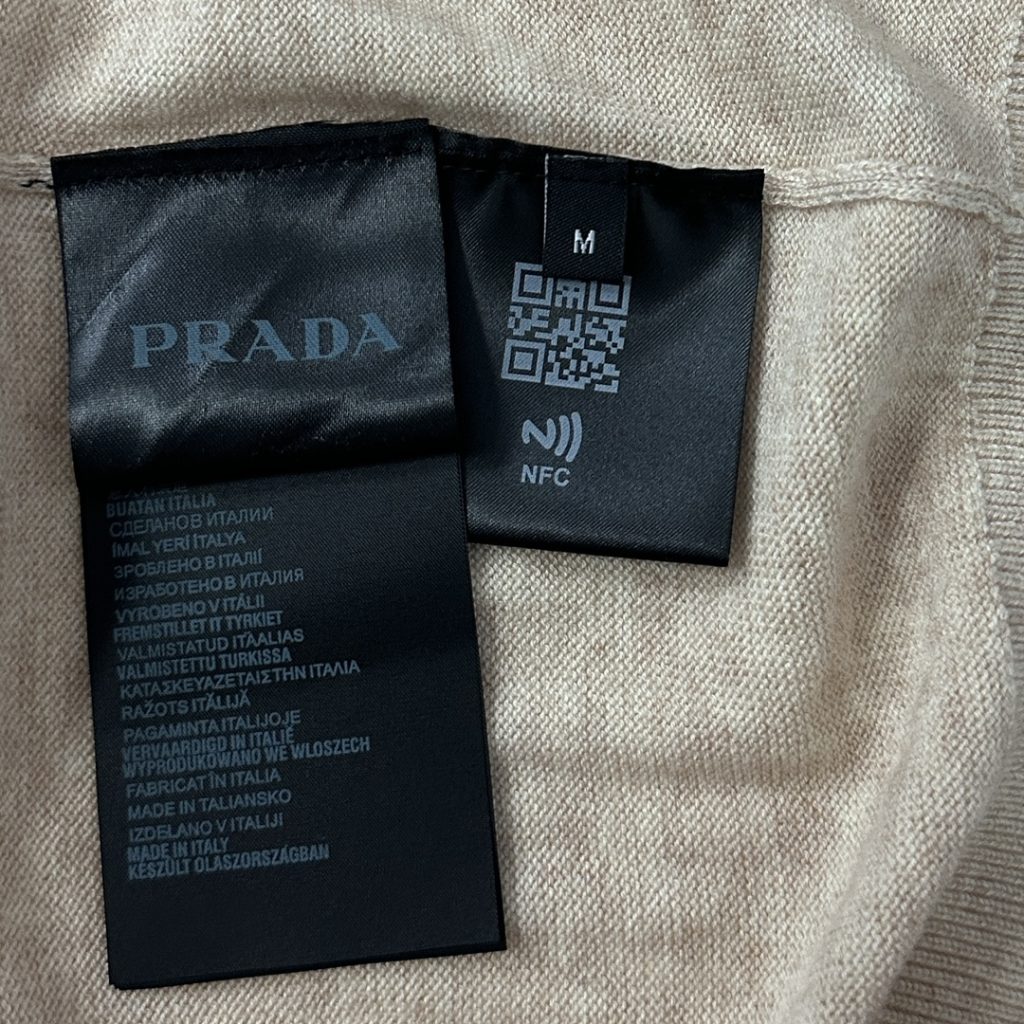 PRADA
BUATAN ITALIA
СДЕЛАНО В ИТАЛИИ
İMAL YERİ İTALYA
ЗРОБЛЕНО В ІТАЛІЇ
ИЗРАБОТЕНО В ИТАЛИЯ
VYROBENO V ITÁLII
FREMSTILLET IT TYRKIET
VALMISTATUD ITAALIAS
VALMISTETTU TURKISSA
ΚΑΤΑΣΚΕΥΑΖΕΤΑΙ ΣΤΗΝ ΙΤΑΛΙΑ
RAŽOTS ITĀLIJĀ
PAGAMINTA ITALIJOJE
VERVAARDIGD IN ITALIË
WYPRODUKOWANO WE WLOSZECH
FABRICAT ÎN ITALIA
MADE IN TALIANSKO
IZDELANO V ITALIJI
MADE IN ITALY
KÉSZÜLT OLASZORSZÁGBAN
M
NFC